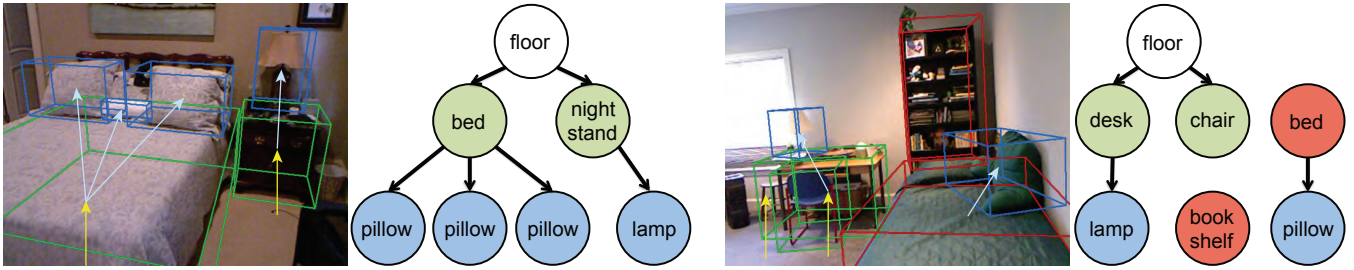 floor
bed
night
stand
pillow
pillow
pillow
lamp
floor
desk
chair
bed
lamp
book
shelf
pillow